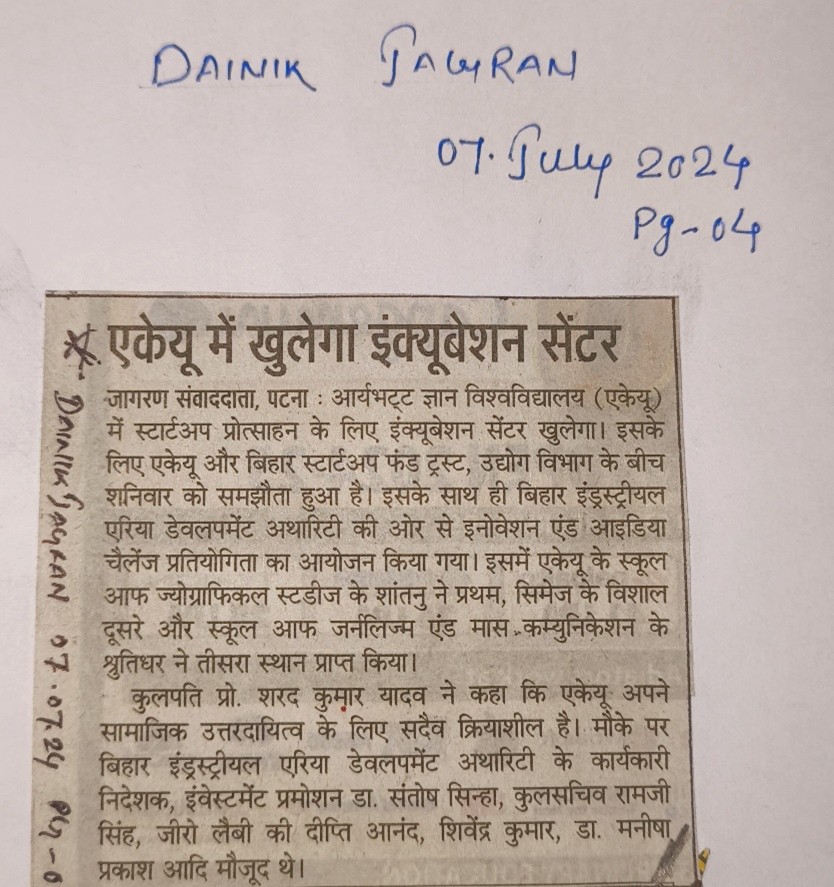 DAINIK JAGRAN
07. July 2024
Pg-04
एकेयू में खुलेगा इंक्यूबेशन सेंटर
जागरण संवाददाता, पटना : आर्यभट्ट ज्ञान विश्वविद्यालय (एकेयू)
में स्टार्टअप प्रोत्साहन के लिए इंक्यूबेशन सेंटर खुलेगा। इसके
लिए एकेयू और बिहार स्टार्टअप फंड ट्रस्ट, उद्योग विभाग के बीच
शनिवार को समझौता हुआ है। इसके साथ ही बिहार इंड्रस्ट्रीयल
एरिया डेवलपमेंट अथारिटी की ओर से इनोवेशन एंड आइडिया
चैलेंज प्रतियोगिता का आयोजन किया गया। इसमें एकेयू के स्कूल
आफ ज्योग्राफिकल स्टडीज के शांतनु ने प्रथम, सिमेज के विशाल
दूसरे और स्कूल आफ जर्नलिज्म एंड मास कम्युनिकेशन के
श्रुतिधर ने तीसरा स्थान प्राप्त किया।
कुलपति प्रो. शरद कुमार यादव ने कहा कि एकेयू अपने
सामाजिक उत्तरदायित्व के लिए सदैव क्रियाशील है। मौके पर
बिहार इंड्रस्ट्रीयल एरिया डेवलपमेंट अथारिटी के कार्यकारी
निदेशक, इंवेस्टमेंट प्रमोशन डा. संतोष सिन्हा, कुलसचिव रामजी
सिंह, जीरो लैबी की दीप्ति आनंद, शिवेंद्र कुमार, डा. मनीषा
प्रकाश आदि मौजूद थे।
DAINIK JAGRAN 07.0724 Pg-0